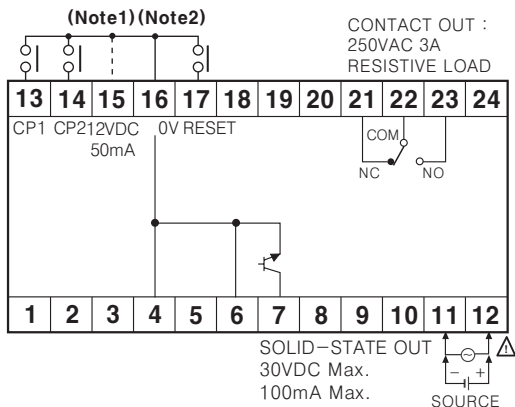 (Note1) (Note2)
CONTACT OUT :
250VAC 3A
RESISTIVE LOAD
13 14 15 16 17 18 19 20 21 22 23 24
CP1 CP2 12VDC 0V RESET
50mA
COM
NC NO
1 2 3 4 5 6 7 8 9 10 11 12
SOLID-STATE OUT
30VDC Max.
100mA Max.
- +
SOURCE